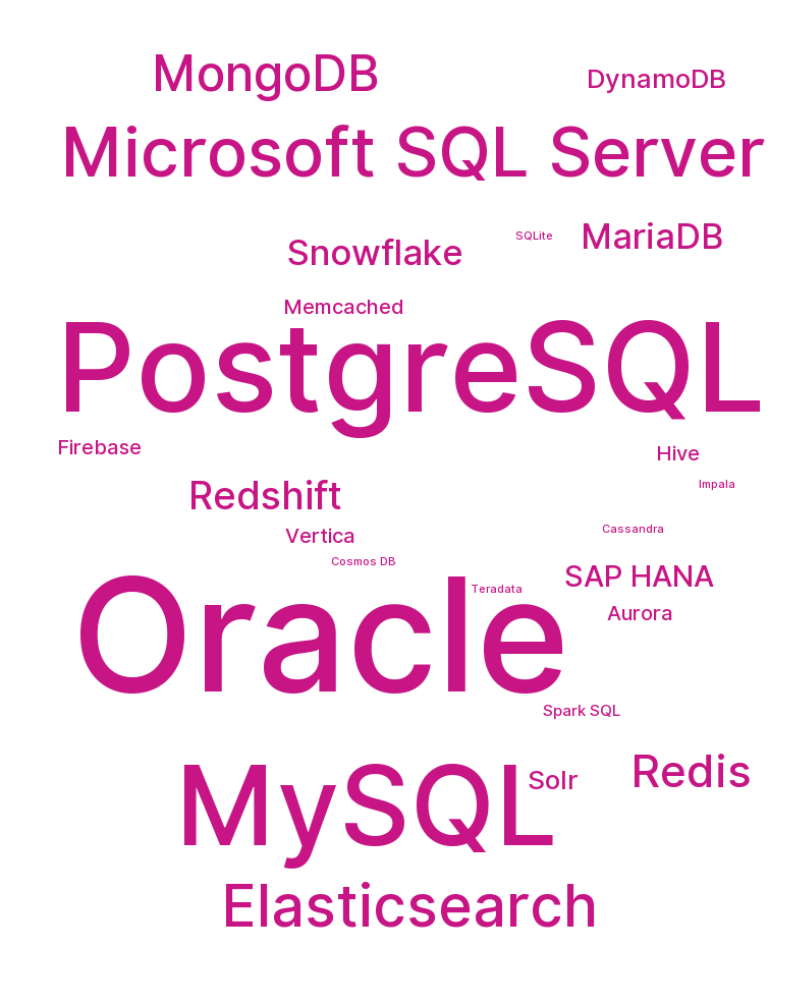 MongoDB
DynamoDB
Microsoft SQL Server
SQLite
MariaDB
Snowflake
Memcached
PostgreSQL
Firebase
Hive
Impala
Redshift
Cassandra
Vertica
Cosmos DB
SAP HANA
Teradata
Oracle
Aurora
Spark SQL
Redis
Solr
MySQL
Elasticsearch